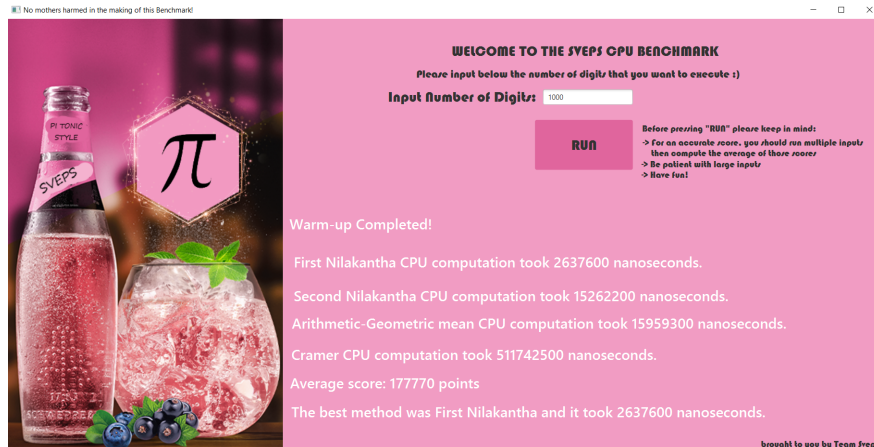 No mothers harmed in the making of this Benchmark!
WELCOME TO THE SVEPS CPU BENCHMARK
Please input below the number of digits that you want to execute :)
Input Number of Digits: 1000
RUN
Before pressing "RUN" please keep in mind:
-> For an accurate score, you should run multiple inputs
then compute the average of those scores
-> Be patient with large inputs
-> Have fun!
PI TONIC
STYLE
SVEPS
π
Warm-up Completed!
First Nilakantha CPU computation took 2637600 nanoseconds.
Second Nilakantha CPU computation took 15262200 nanoseconds.
Arithmetic-Geometric mean CPU computation took 15959300 nanoseconds.
Cramer CPU computation took 511742500 nanoseconds.
Average score: 177770 points
The best method was First Nilakantha and it took 2637600 nanoseconds.
brought to you by Team